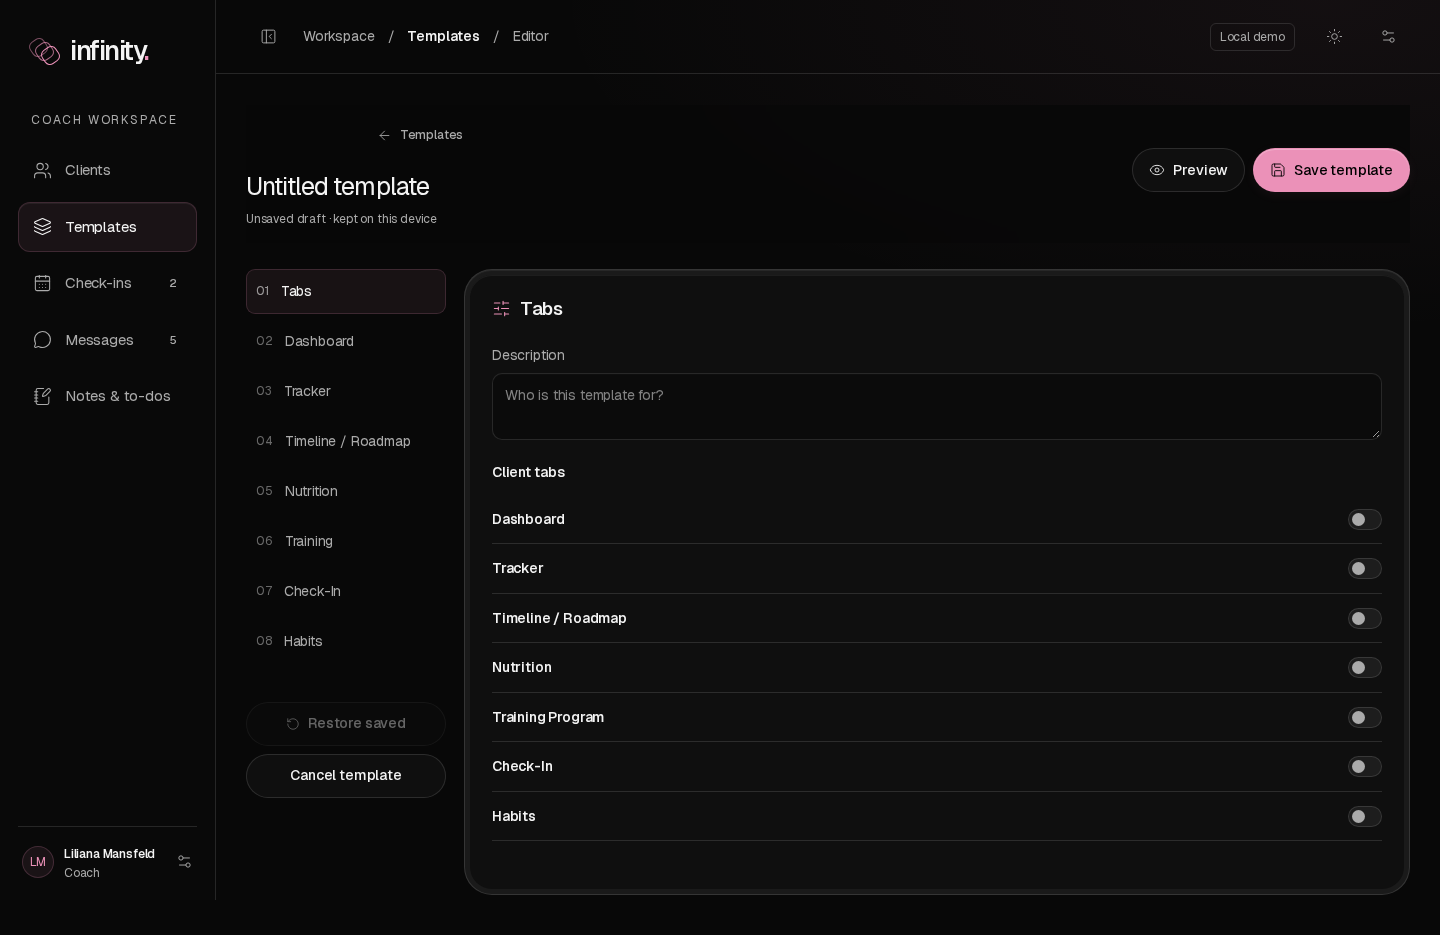 infinity.
COACH WORKSPACE
Clients
Templates
Check-ins 2
Messages 5
Notes & to-dos
LM
Liliana Mansfeld
Coach
Workspace / Templates / Editor
Local demo
Templates
Untitled template
Unsaved draft · kept on this device
Preview
Save template
01 Tabs
02 Dashboard
03 Tracker
04 Timeline / Roadmap
05 Nutrition
06 Training
07 Check-In
08 Habits
Restore saved
Cancel template
Tabs
Description
Who is this template for?
Client tabs
Dashboard
Tracker
Timeline / Roadmap
Nutrition
Training Program
Check-In
Habits